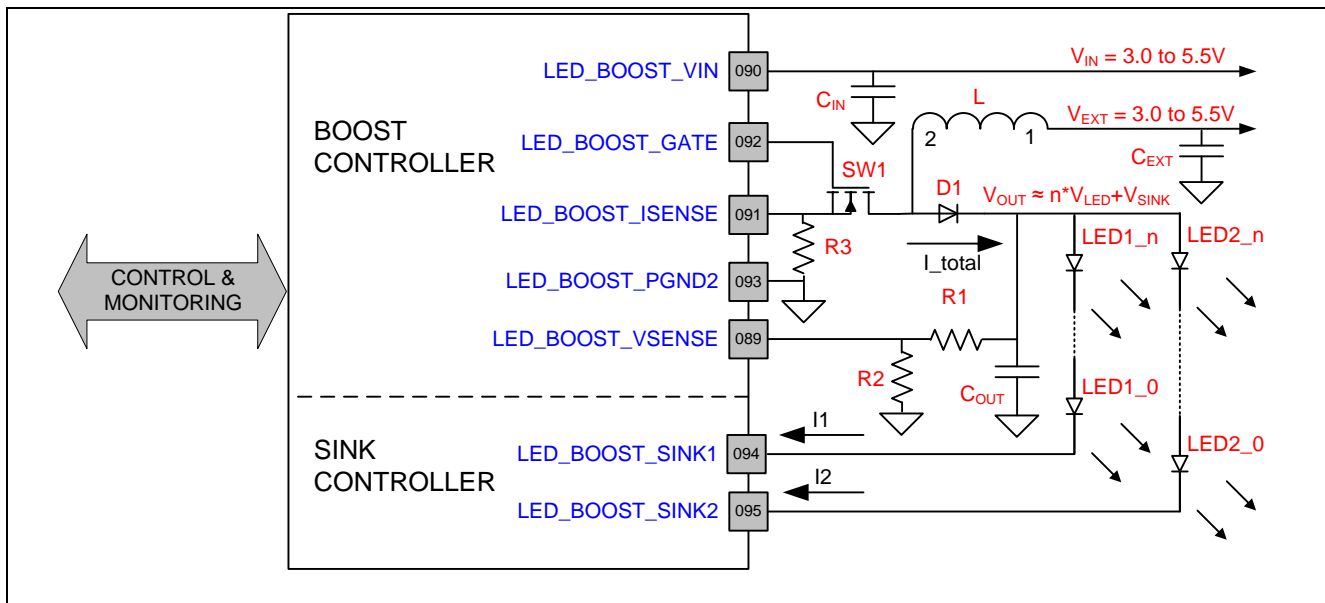 LED_BOOST_VIN
090
V_IN = 3.0 to 5.5V
C_IN
L
V_EXT = 3.0 to 5.5V
BOOST
CONTROLLER
LED_BOOST_GATE
092
2
1
C_EXT
SW1
D1
V_OUT ≈ n*V_LED+V_SINK
LED_BOOST_ISENSE
091
R3
I_total
LED1_n
LED2_n
CONTROL &
MONITORING
LED_BOOST_PGND2
093
R1
LED_BOOST_VSENSE
089
R2
C_OUT
LED1_0
SINK
CONTROLLER
LED_BOOST_SINK1
094
I1
LED2_0
LED_BOOST_SINK2
095
I2